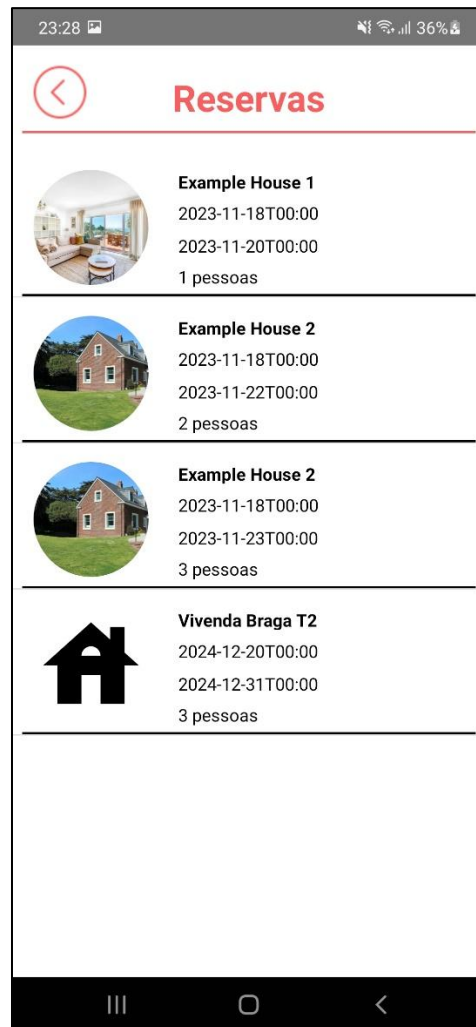 23:28
36%
Reservas
Example House 1
2023-11-18T00:00
2023-11-20T00:00
1 pessoas
Example House 2
2023-11-18T00:00
2023-11-22T00:00
2 pessoas
Example House 2
2023-11-18T00:00
2023-11-23T00:00
3 pessoas
Vivenda Braga T2
2024-12-20T00:00
2024-12-31T00:00
3 pessoas